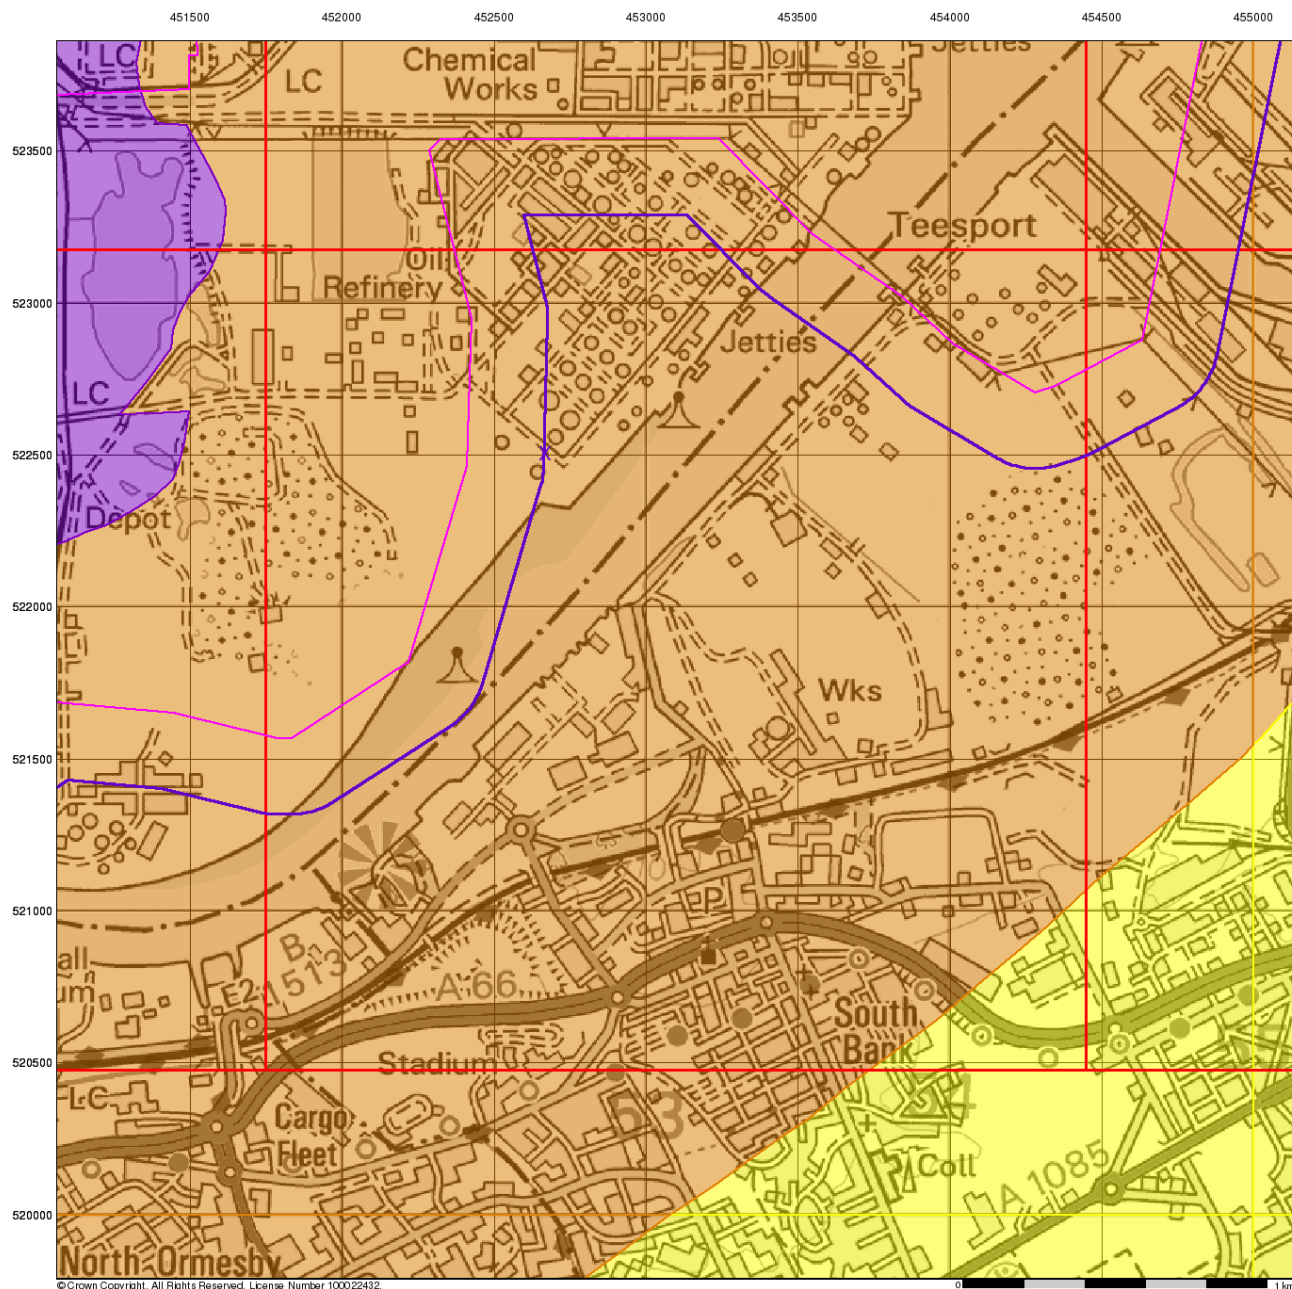 451500 452000 452500 453000 453500 454000 454500 455000
LC
LC
Chemical
Works
Jetties
523500
Teesport
Oil
Refinery
523000
Jetties
LC
522500
Depot
522000
Wks
521500
521000
P
B
1513
A 66
all
um
E2
South
Bank
520500
Stadium
LC
Cargo
Fleet
53
54
Coll
A 1085
520000
North Ormesby
© Crown Copyright. All Rights Reserved. License Number 100022432.
0 1 km